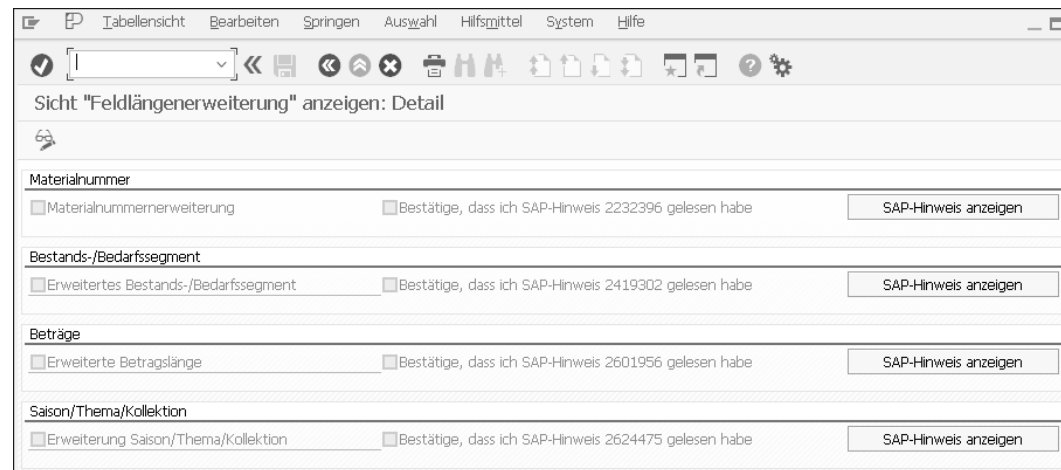 Tabellensicht Bearbeiten Springen Auswahl Hilfsmittel System Hilfe
Sicht "Feldlängenerweiterung" anzeigen: Detail
Materialnummer
Materialnummernerweiterung Bestätige, dass ich SAP-Hinweis 2232396 gelesen habe SAP-Hinweis anzeigen
Bestands-/Bedarfssegment
Erweitertes Bestands-/Bedarfssegment Bestätige, dass ich SAP-Hinweis 2419302 gelesen habe SAP-Hinweis anzeigen
Beträge
Erweiterte Betragslänge Bestätige, dass ich SAP-Hinweis 2601956 gelesen habe SAP-Hinweis anzeigen
Saison/Thema/Kollektion
Erweiterung Saison/Thema/Kollektion Bestätige, dass ich SAP-Hinweis 2624475 gelesen habe SAP-Hinweis anzeigen